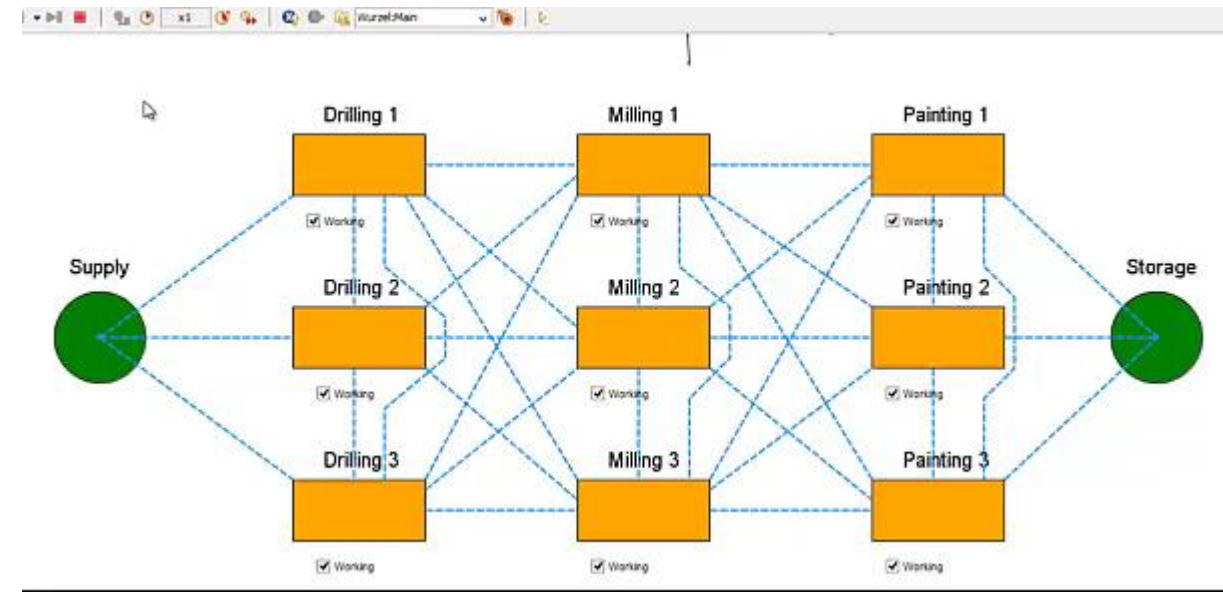 x1 Wurzel:Main
Drilling 1 Milling 1 Painting 1
Working Working Working
Supply Storage
Drilling 2 Milling 2 Painting 2
Working Working Working
Drilling 3 Milling 3 Painting 3
Working Working Working